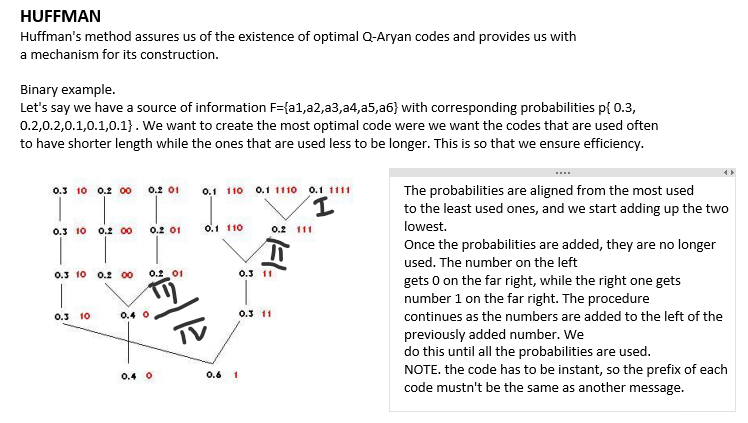 HUFFMAN
Huffman's method assures us of the existence of optimal Q-Aryan codes and provides us with
a mechanism for its construction.
Binary example.
Let's say we have a source of information F={a1,a2,a3,a4,a5,a6} with corresponding probabilities p{ 0.3,
0.2,0.2,0.1,0.1,0.1} . We want to create the most optimal code were we want the codes that are used often
to have shorter length while the ones that are used less to be longer. This is so that we ensure efficiency.
0.3 10 0.2 00 0.2 01 0.1 110 0.1 1110 0.1 1111
I
0.3 10 0.2 00 0.2 01 0.1 110 0.2 111
II
0.3 10 0.2 00 0.2 01 0.3 11
III
0.3 10 0.4 0 0.3 11
IV
0.4 0 0.6 1
The probabilities are aligned from the most used
to the least used ones, and we start adding up the two
lowest.
Once the probabilities are added, they are no longer
used. The number on the left
gets 0 on the far right, while the right one gets
number 1 on the far right. The procedure
continues as the numbers are added to the left of the
previously added number. We
do this until all the probabilities are used.
NOTE. the code has to be instant, so the prefix of each
code mustn't be the same as another message.